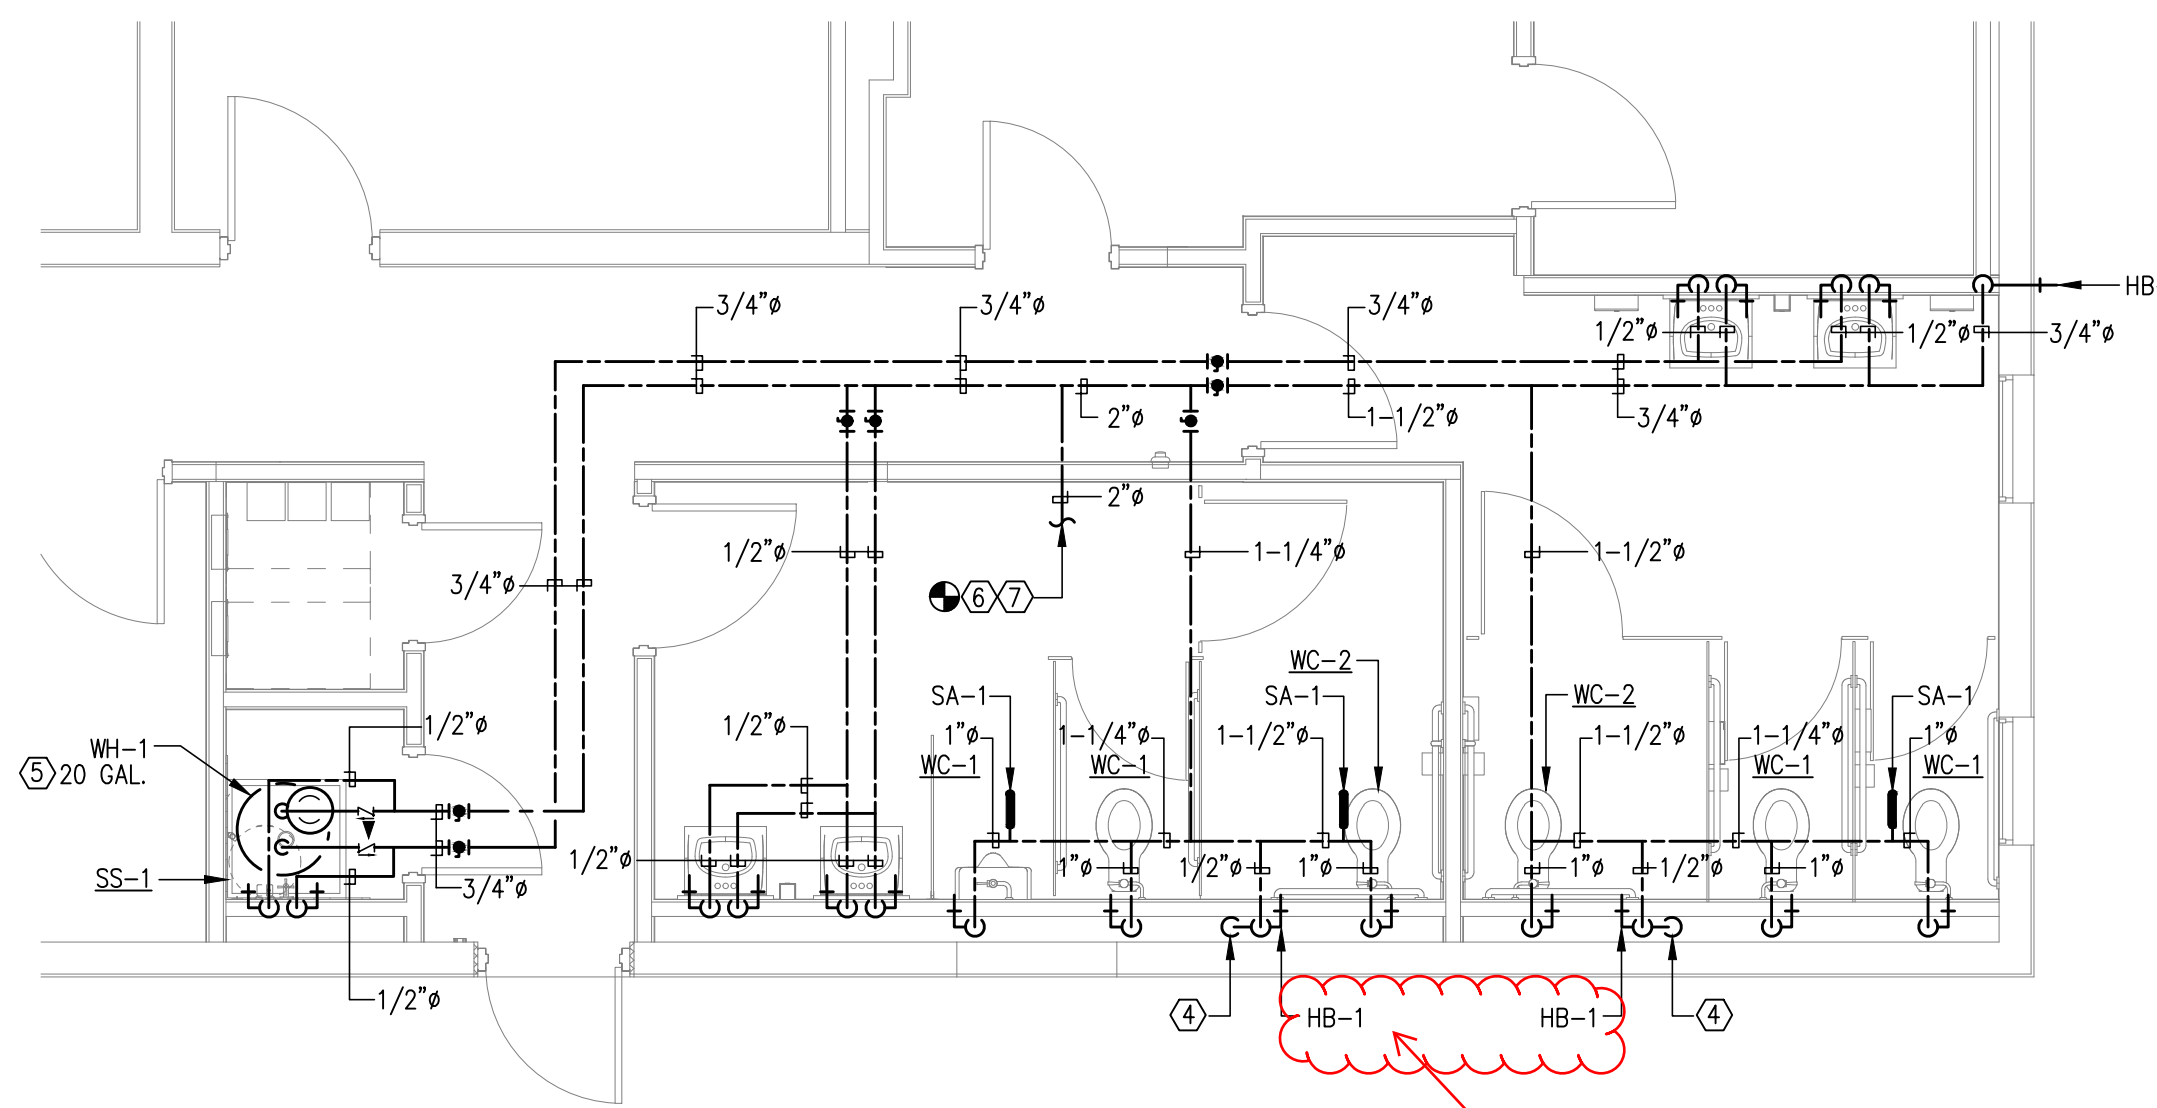 3/4"ø
3/4"ø
3/4"ø
HB-
1/2"ø
1/2"ø
3/4"ø
2"ø
1-1/2"ø
3/4"ø
2"ø
1/2"ø
1-1/4"ø
1-1/2"ø
3/4"ø
6
7
WC-2
SA-1
SA-1
WC-2
SA-1
1/2"ø
1/2"ø
1"ø
1-1/4"ø
1-1/2"ø
1-1/2"ø
1-1/4"ø
1"ø
WH-1
5
20 GAL.
WC-1
WC-1
WC-1
WC-1
1/2"ø
1"ø
1/2"ø
1"ø
1"ø
1/2"ø
1"ø
SS-1
3/4"ø
1/2"ø
4
HB-1
HB-1
4